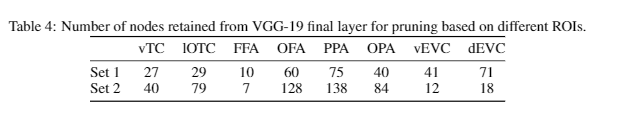 Table 4: Number of nodes retained from VGG-19 final layer for pruning based on different ROIs.
vTC lOTC FFA OFA PPA OPA vEVC dEVC
Set 1 27 29 10 60 75 40 41 71
Set 2 40 79 7 128 138 84 12 18